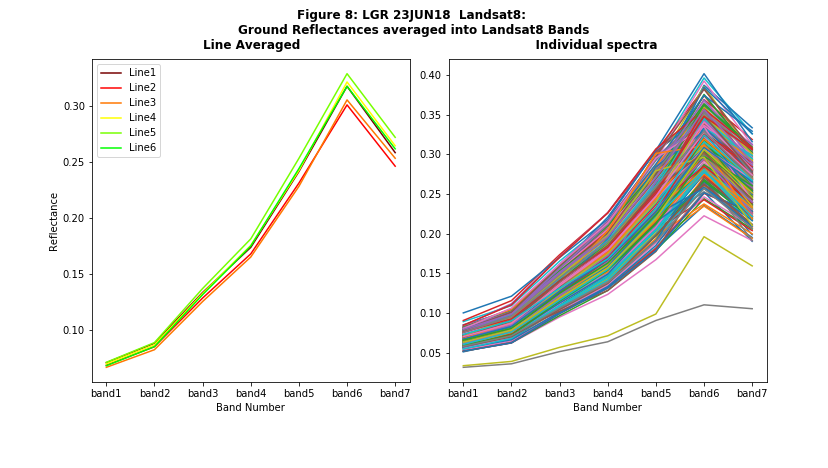 Figure 8: LGR 23JUN18 Landsat8:
Ground Reflectances averaged into Landsat8 Bands
Line Averaged Individual spectra
Reflectance
0.30
0.25
0.20
0.15
0.10
Line1
Line2
Line3
Line4
Line5
Line6
band1 band2 band3 band4 band5 band6 band7
Band Number
0.40
0.35
0.30
0.25
0.20
0.15
0.10
0.05
band1 band2 band3 band4 band5 band6 band7
Band Number